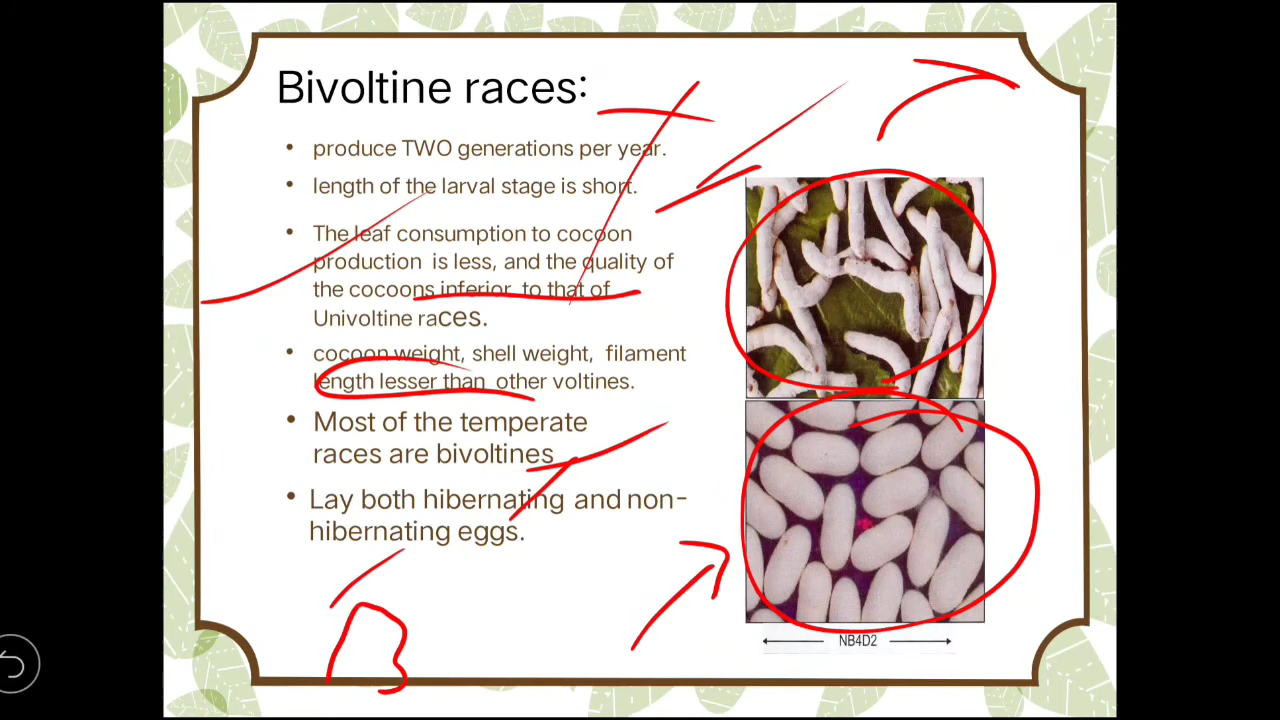 Bivoltine races:
• produce TWO generations per year.
• length of the larval stage is short.
• The leaf consumption to cocoon
production is less, and the quality of
the cocoons inferior to that of
Univoltine races.
• cocoon weight, shell weight, filament
length lesser than other voltines.
• Most of the temperate
races are bivoltines
• Lay both hibernating and non-
hibernating eggs.
NB4D2